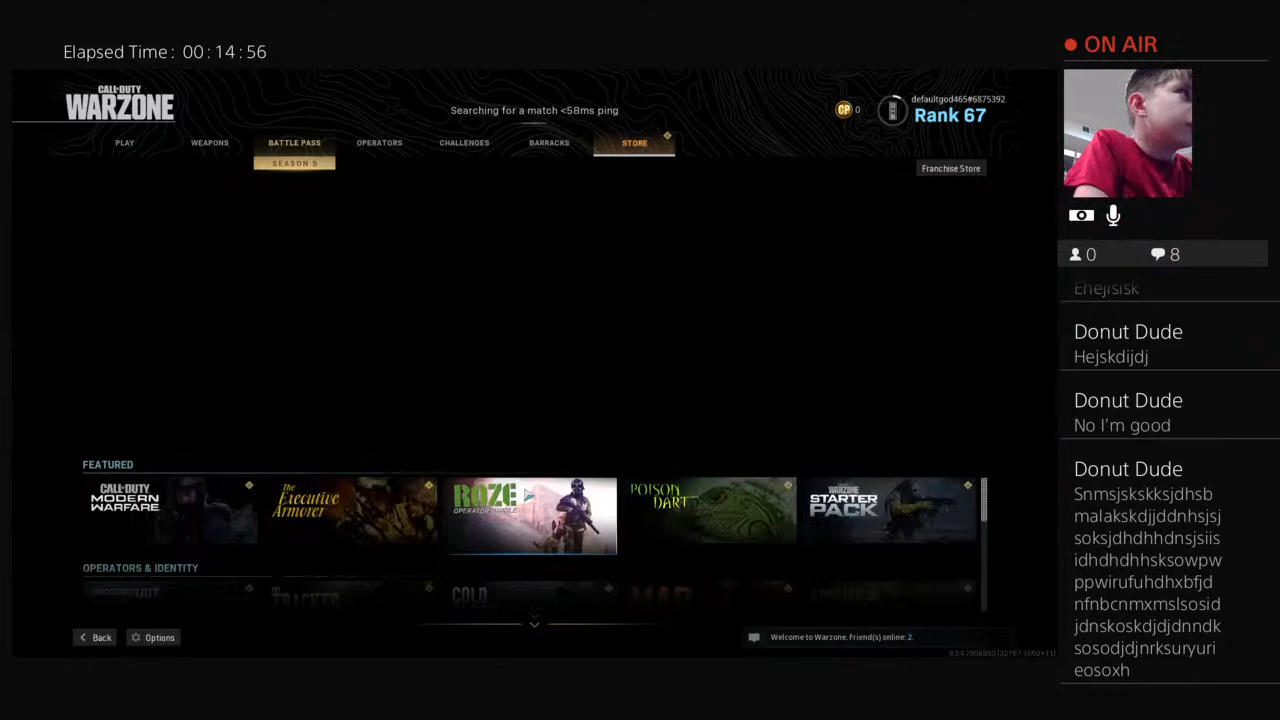 Elapsed Time: 00:14:56
ON AIR
CALL OF DUTY
WARZONE
Searching for a match <58ms ping
CP 0
defaultgod465#6875392
Rank 67
PLAY
WEAPONS
BATTLE PASS
OPERATORS
CHALLENGES
BARRACKS
STORE
SEASON 5
Franchise Store
0
8
Ehejisisk
Donut Dude
Hejskdijdj
Donut Dude
No I'm good
Donut Dude
Snmsjskskksjdhsb
malakskdjjddnhsjsj
soksjdhdhhdnsjsiis
idhdhdhhsksowpw
ppwirufuhdhxbfjd
nfnbcnmxmslsosid
jdnskoskdjdjdnndk
sosodjdjnrksuryuri
eosoxh
FEATURED
CALL OF DUTY
MODERN
WARFARE
The
Executive
Armorer
ROZE
POISON
DART
WARZONE
STARTER
PACK
OPERATORS & IDENTITY
TRACKER
COLD
MAD
Back
Options
Welcome to Warzone. Friend(s) online: 2.